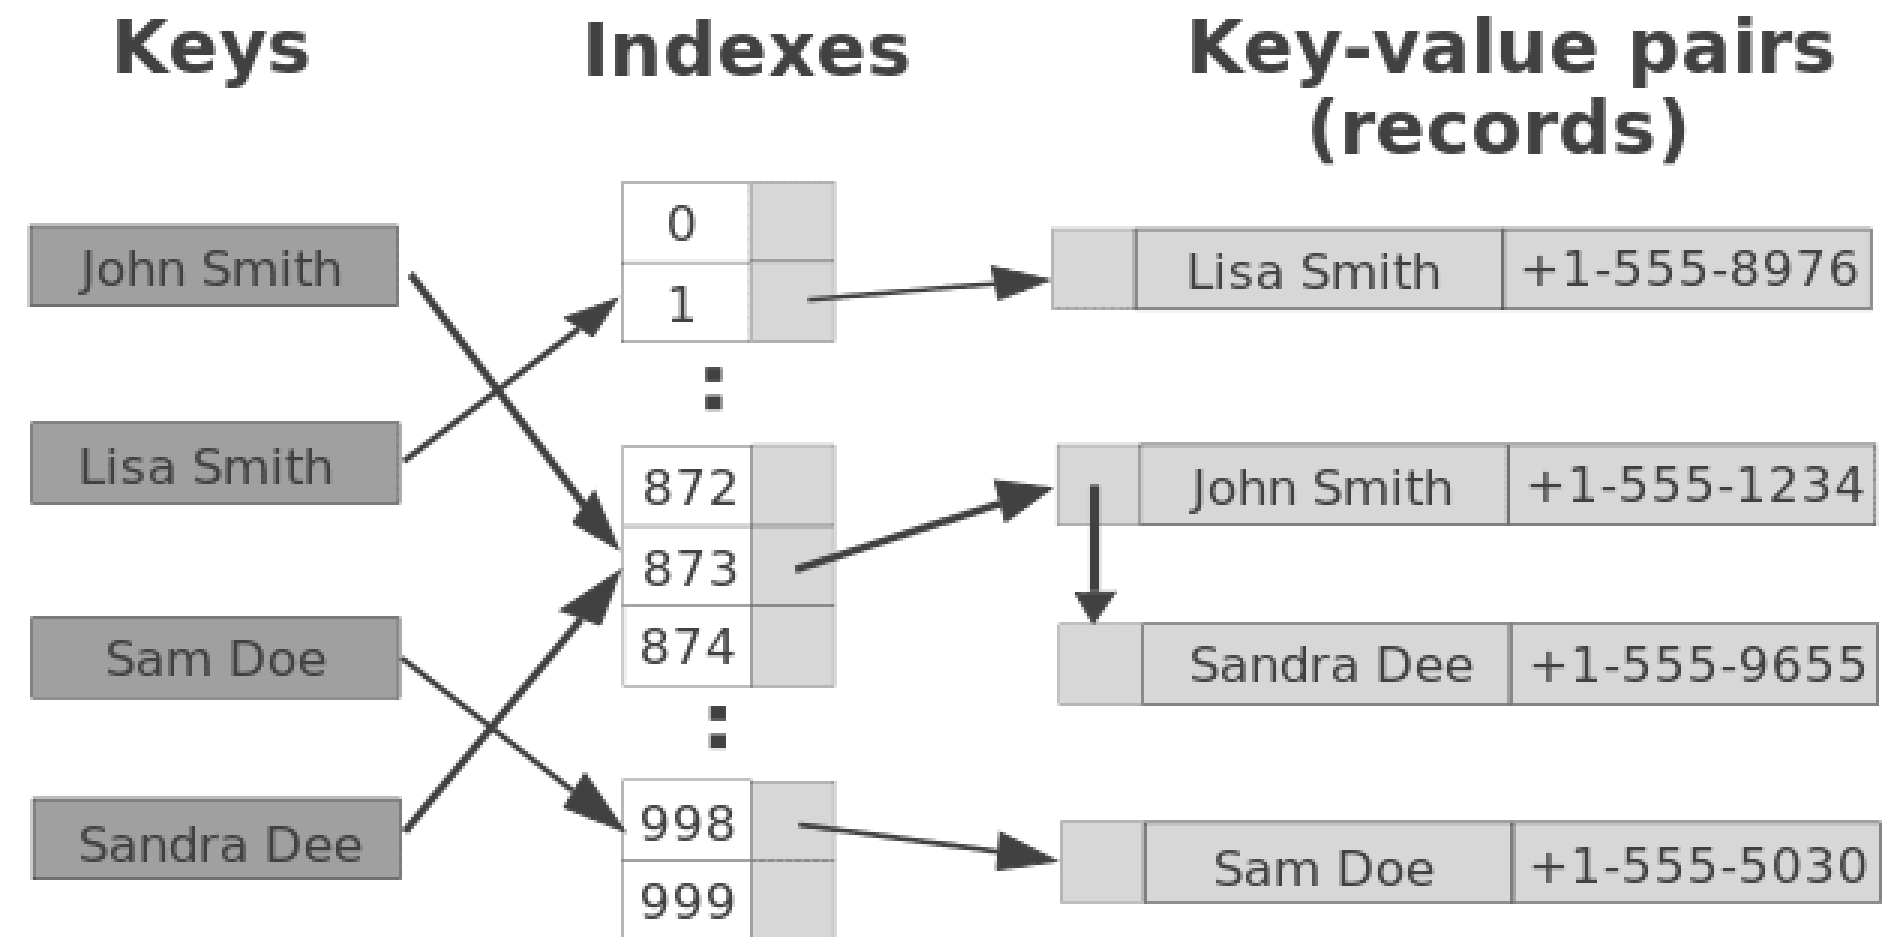 Keys
Indexes
Key-value pairs
(records)
John Smith
Lisa Smith
Sam Doe
Sandra Dee
0
1
872
873
874
998
999
Lisa Smith +1-555-8976
John Smith +1-555-1234
Sandra Dee +1-555-9655
Sam Doe +1-555-5030